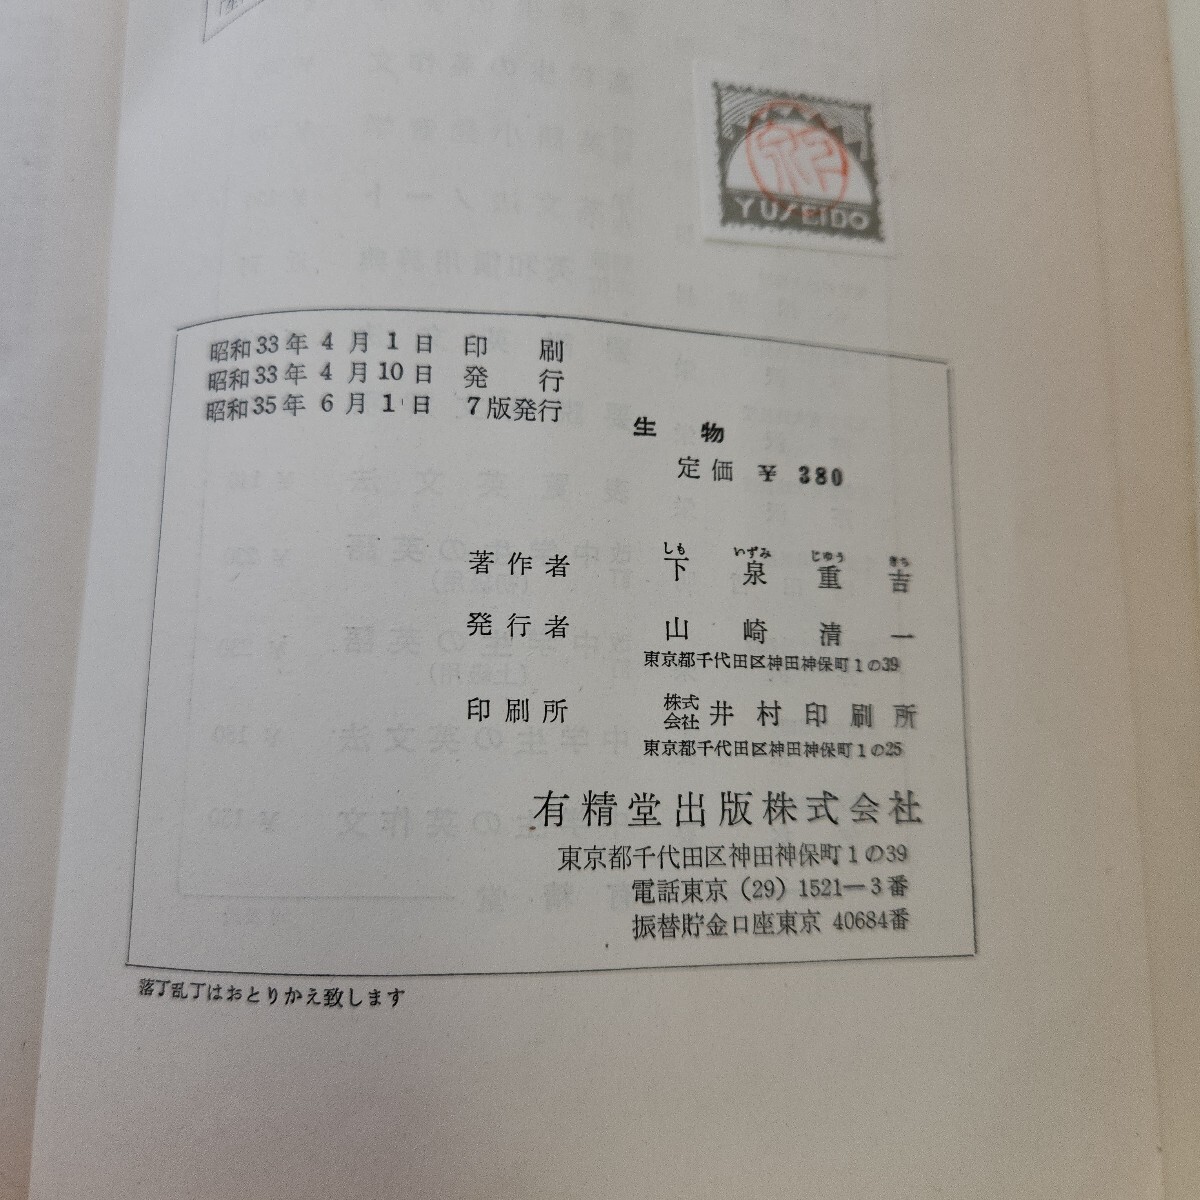 YUSEIDO
昭和33年 4 月 1 日 印 刷
昭和33年 4 月 10 日 発 行
昭和35年 6 月 1 日 7 版発行
生 物
定 価 ¥ 380
しも いずみ じゅう きち
著 作 者 下 泉 重 吉
発 行 者 山 崎 清 一
東京都千代田区神田神保町1の39
印 刷 所 株式会社 井 村 印 刷 所
東京都千代田区神田神保町1の25
有精堂出版株式会社
東京都千代田区神田神保町1の39
電話東京 (29) 1521―3番
振替貯金口座東京 40684番
落丁乱丁はおとりかえ致します